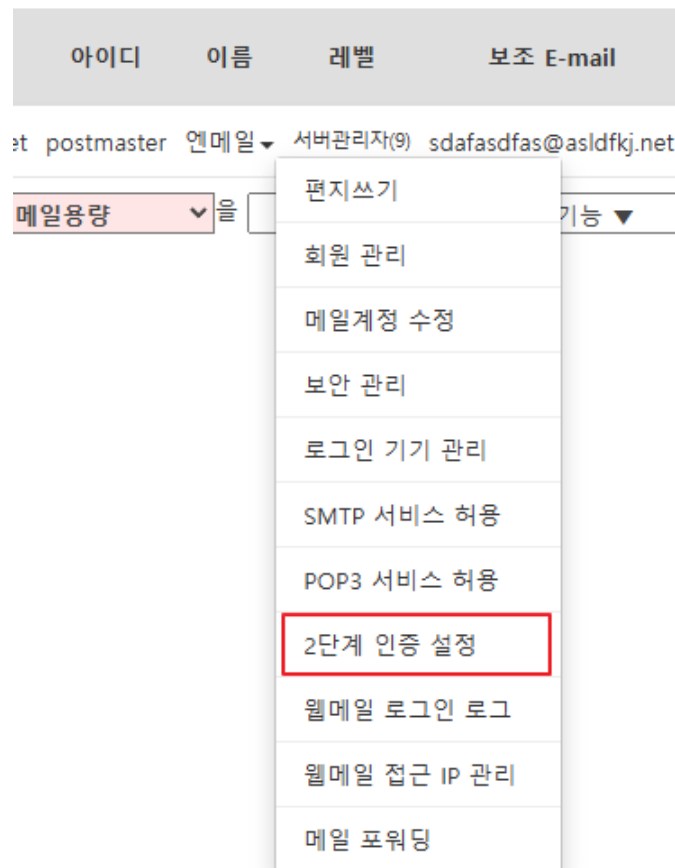 아이디 이름 레벨 보조 E-mail
et postmaster 엔메일 서버관리자(9) sdafasdfas@asldfkj.net
메일용량 을 기능 ▼
편지쓰기
회원 관리
메일계정 수정
보안 관리
로그인 기기 관리
SMTP 서비스 허용
POP3 서비스 허용
2단계 인증 설정
웹메일 로그인 로그
웹메일 접근 IP 관리
메일 포워딩